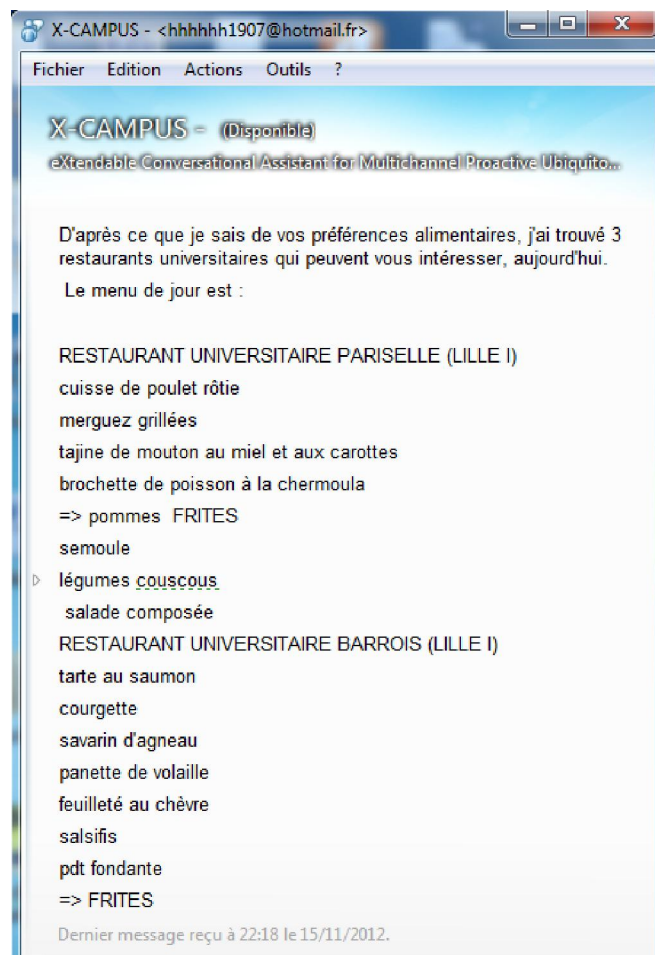 X-CAMPUS - <hhhhhh1907@hotmail.fr>
Fichier Edition Actions Outils ?
X-CAMPUS - (Disponible)
eXtendable Conversational Assistant for Multichannel Proactive Ubiquito...
D'après ce que je sais de vos préférences alimentaires, j'ai trouvé 3
restaurants universitaires qui peuvent vous intéresser, aujourd'hui.
Le menu de jour est :
RESTAURANT UNIVERSITAIRE PARISELLE (LILLE I)
cuisse de poulet rôtie
merguez grillées
tajine de mouton au miel et aux carottes
brochette de poisson à la chermoula
=> pommes FRITES
semoule
légumes couscous
salade composée
RESTAURANT UNIVERSITAIRE BARROIS (LILLE I)
tarte au saumon
courgette
savarin d'agneau
panette de volaille
feuilleté au chèvre
salsifis
pdt fondante
=> FRITES
Dernier message reçu à 22:18 le 15/11/2012.